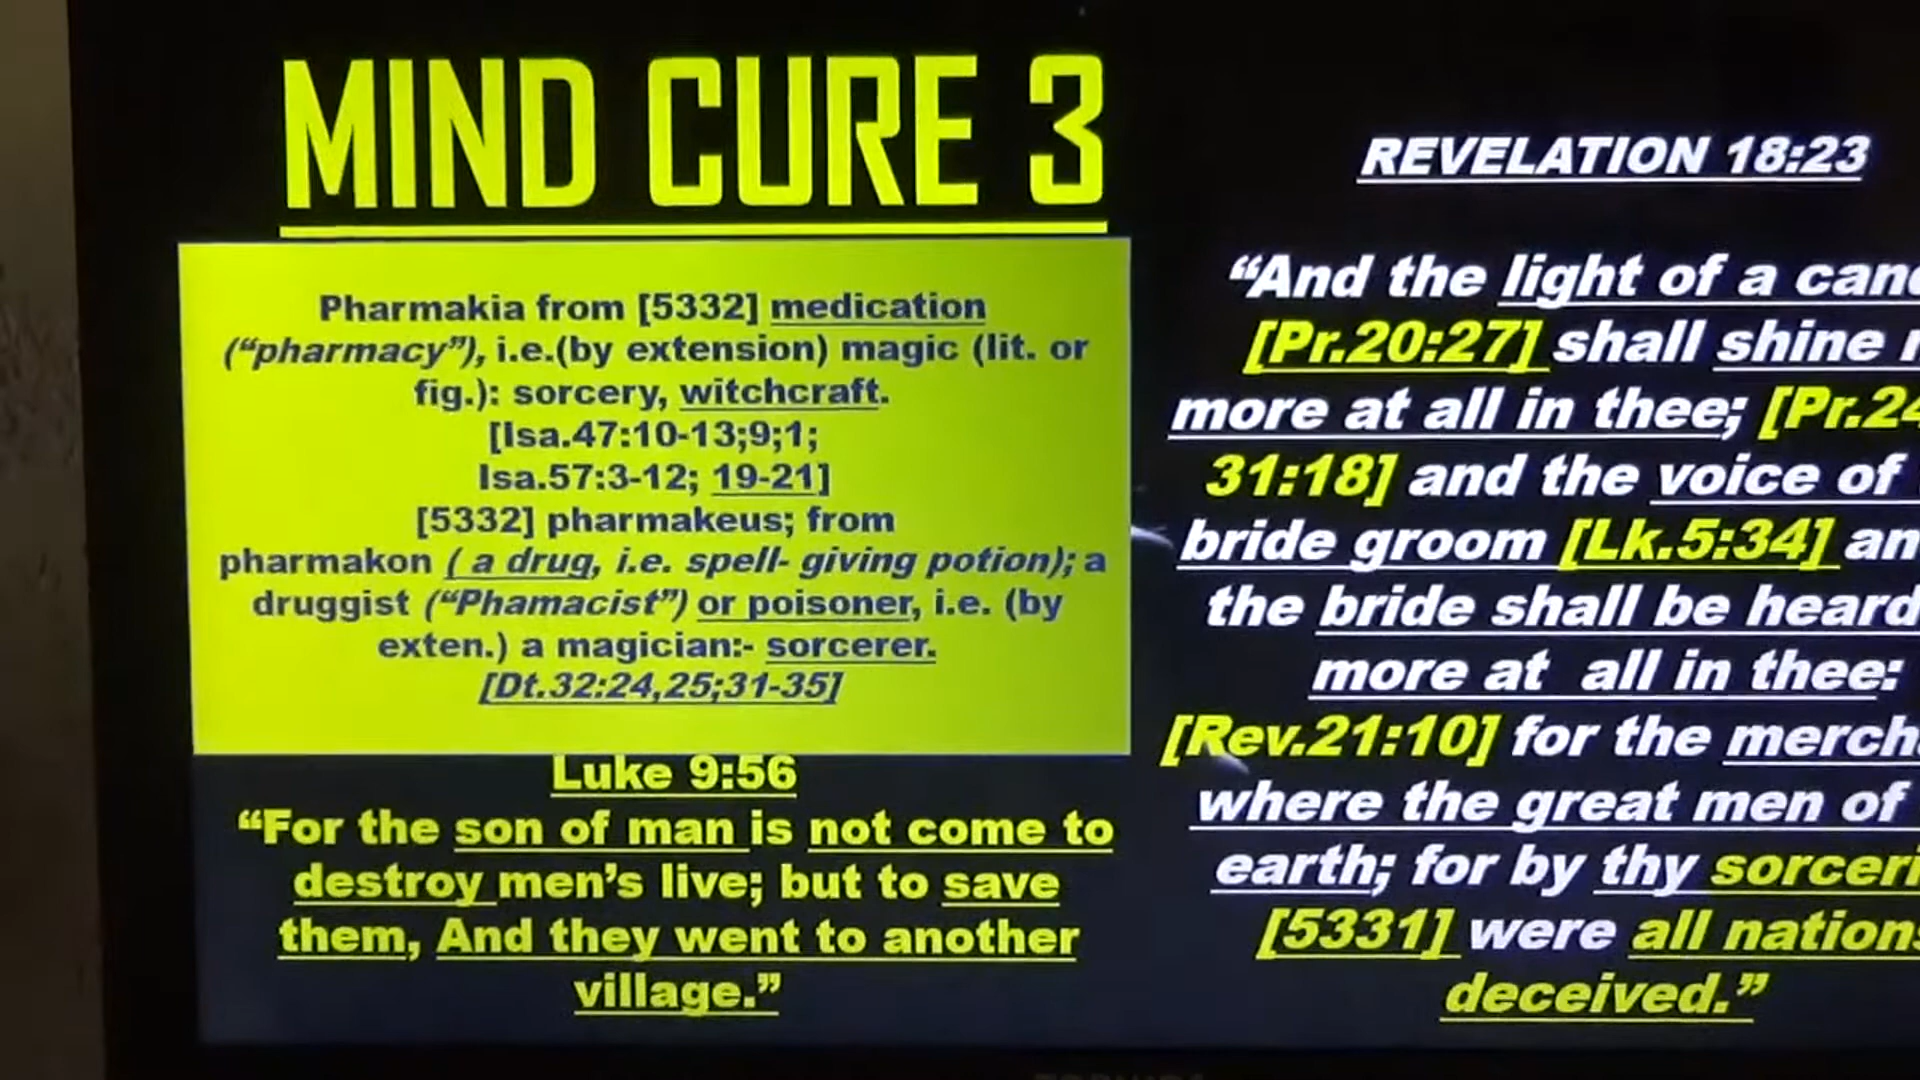 MIND CURE 3
Pharmakia from [5332] medication
(“pharmacy”), i.e.(by extension) magic (lit. or
fig.): sorcery, witchcraft.
[Isa.47:10-13;9;1;
Isa.57:3-12; 19-21]
[5332] pharmakeus; from
pharmakon ( a drug, i.e. spell- giving potion); a
druggist (“Phamacist”) or poisoner, i.e. (by
exten.) a magician:- sorcerer.
[Dt.32:24,25;31-35]
Luke 9:56
“For the son of man is not come to
destroy men’s live; but to save
them, And they went to another
village.”
REVELATION 18:23
“And the light of a
[Pr.20:27] shall shine
more at all in thee; [Pr.24
31:18] and the voice of
bride groom [Lk.5:34]
the bride shall be heard
more at all in thee:
[Rev.21:10] for the
where the great men of
earth; for by thy
[5331] were all nations
deceived.”